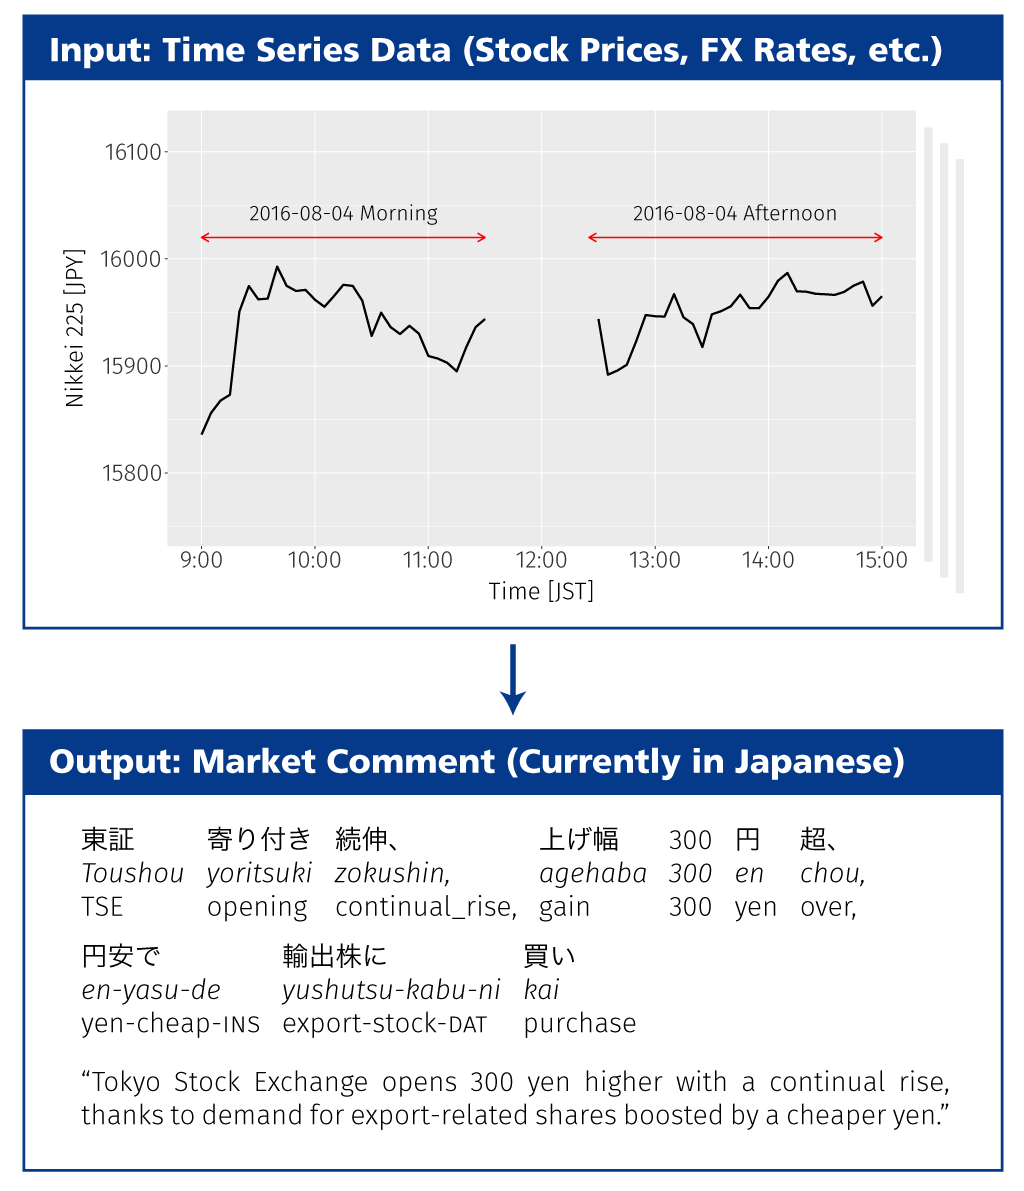 Input: Time Series Data (Stock Prices, FX Rates, etc.)
16100
16000
15900
15800
Nikkei 225 [JPY]
2016-08-04 Morning
2016-08-04 Afternoon
9:00 10:00 11:00 12:00 13:00 14:00 15:00
Time [JST]
Output: Market Comment (Currently in Japanese)
東証 寄り付き 続伸、 上げ幅 300 円 超、
Toushou yoritsuki zokushin, agehaba 300 en chou,
TSE opening continual_rise, gain 300 yen over,
円安で 輸出株に 買い
en-yasu-de yushutsu-kabu-ni kai
yen-cheap-INS export-stock-DAT purchase
“Tokyo Stock Exchange opens 300 yen higher with a continual rise,
thanks to demand for export-related shares boosted by a cheaper yen.”